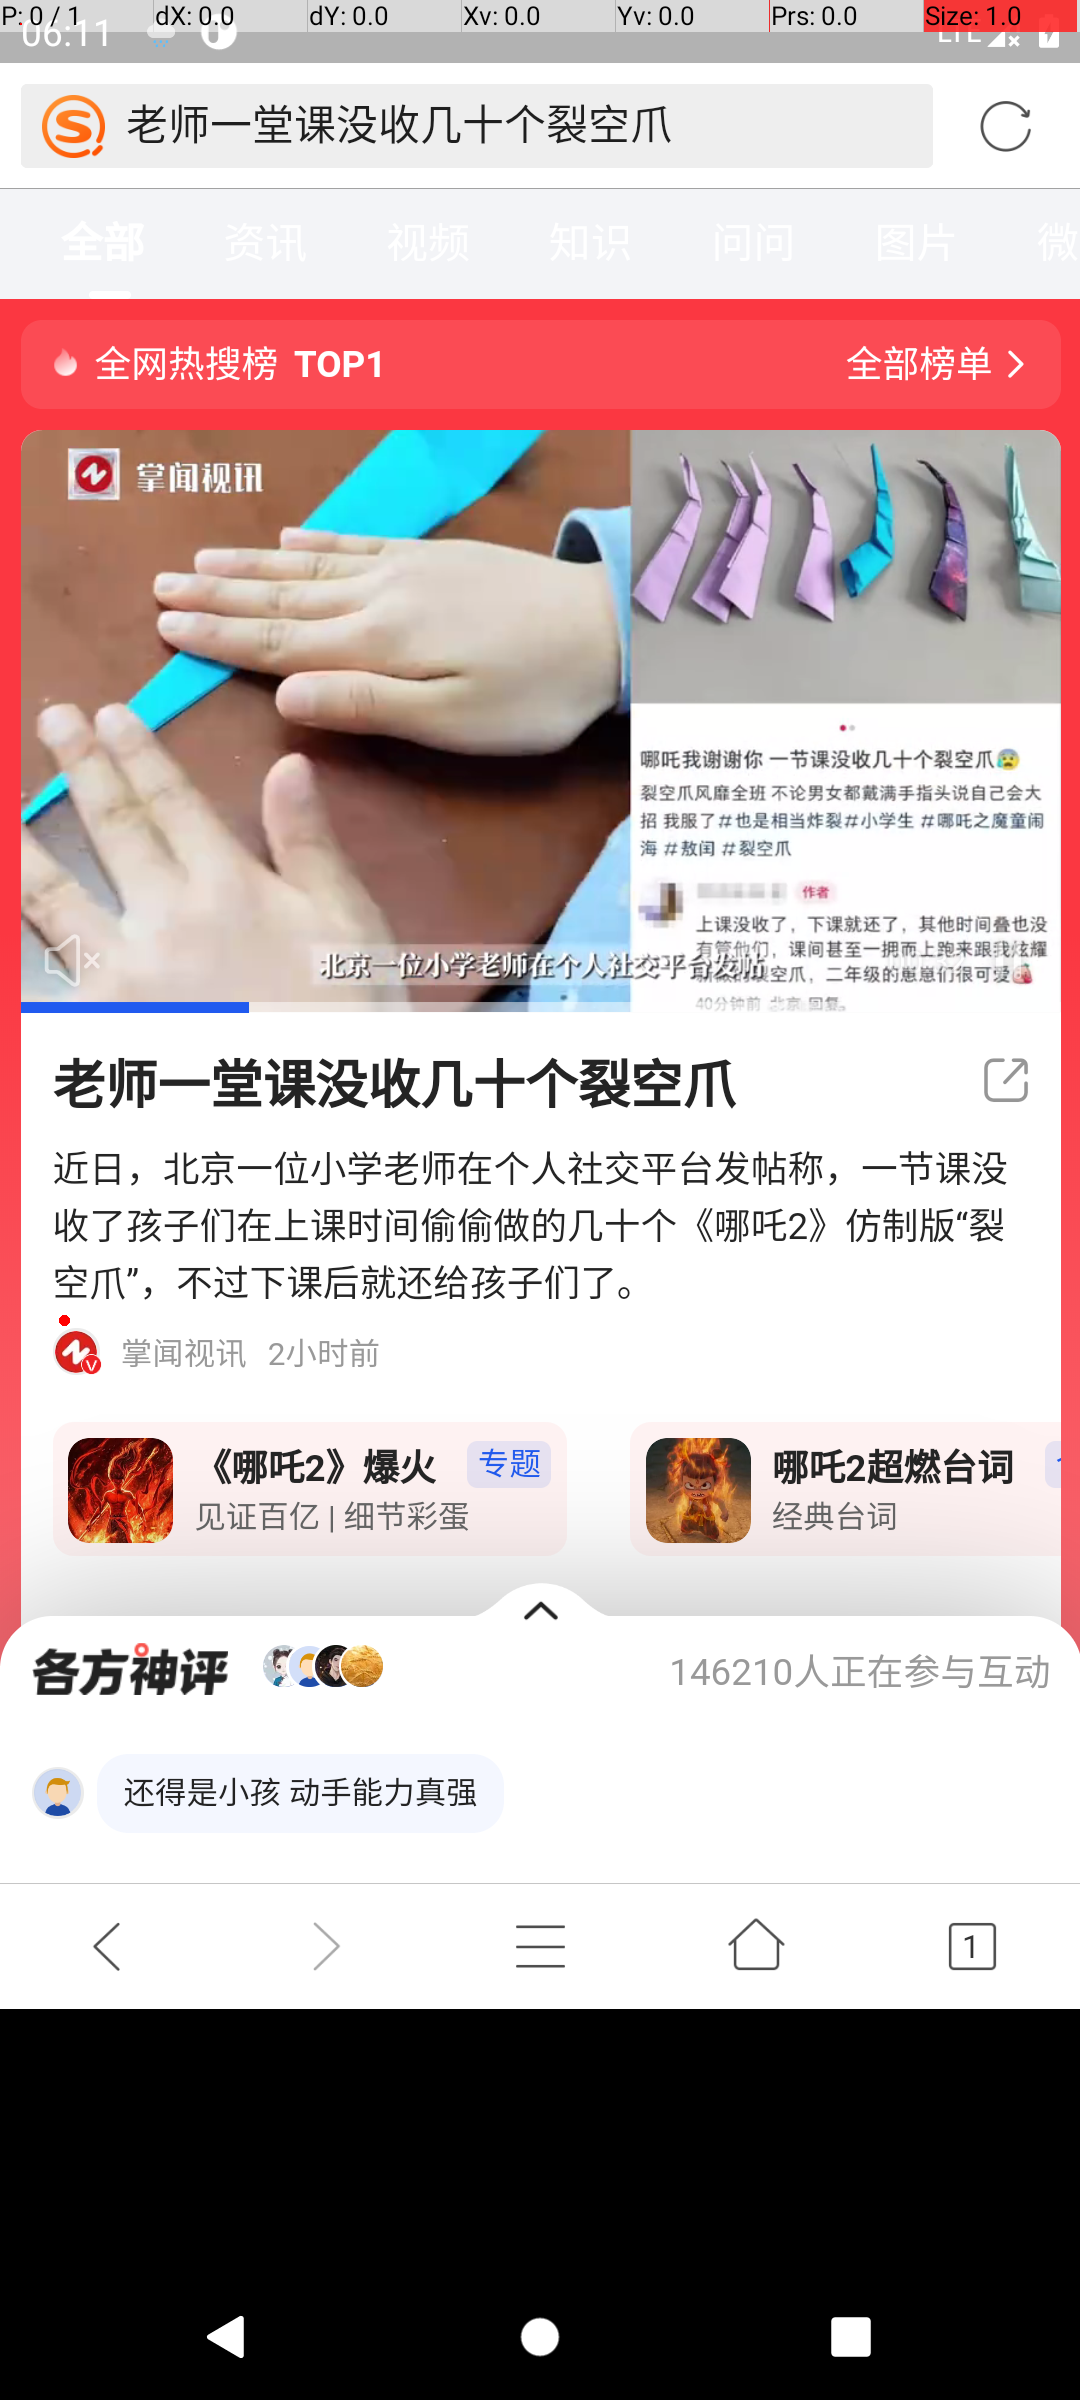 P: 0 / 1 dX: 0.0 dY: 0.0 Xv: 0.0 Yv: 0.0 Prs: 0.0 Size: 1.0
06:11 LTE
老师一堂课没收几十个裂空爪
全部 资讯 视频 知识 问问 图片 微
全网热搜榜 TOP1 全部榜单
掌闻视讯
哪吒我谢谢你 一节课没收几十个裂空爪
裂空爪风靡全班 不论男女都戴满手指头说自己会大
招 我服了#也是相当炸裂#小学生 #哪吒之魔童闹
海 #敖闰 #裂空爪
作者
上课没收了，下课就还了，其他时间叠也没
有管他们，课间甚至一拥而上跑来跟我炫耀
裂空爪，二年级的崽崽们很可爱
40分钟前 北京 回复
北京一位小学老师在个人社交平台发帖
老师一堂课没收几十个裂空爪
近日，北京一位小学老师在个人社交平台发帖称，一节课没
收了孩子们在上课时间偷偷做的几十个《哪吒2》仿制版“裂
空爪”，不过下课后就还给孩子们了。
掌闻视讯 2小时前
《哪吒2》爆火 专题
见证百亿 | 细节彩蛋
哪吒2超燃台词
经典台词
各方神评 146210人正在参与互动
还得是小孩 动手能力真强
1